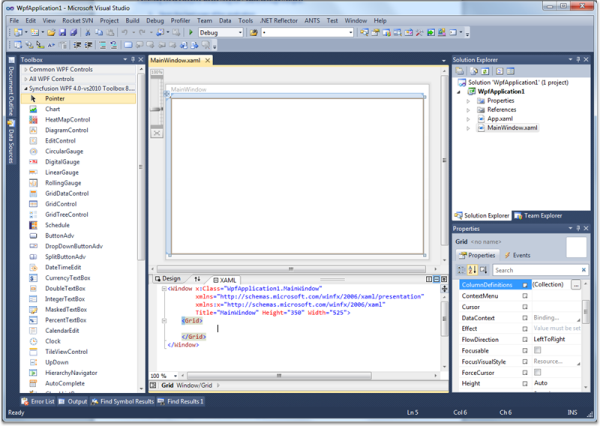 WpfApplication1 - Microsoft Visual Studio
File Edit View Rocket SVN Project Build Debug Profiler Team Data Tools .NET Reflector ANTS Test Window Help
Debug
Document Outline
Data Sources
Toolbox
Common WPF Controls
All WPF Controls
Syncfusion WPF 4.0-vs2010 Toolbox 8....
Pointer
Chart
HeatMapControl
DiagramControl
EditControl
CircularGauge
DigitalGauge
LinearGauge
RollingGauge
GridDataControl
GridControl
GridTreeControl
Schedule
ButtonAdv
DropDownButtonAdv
SplitButtonAdv
DateTimeEdit
CurrencyTextBox
DoubleTextBox
IntegerTextBox
MaskedTextBox
PercentTextBox
CalendarEdit
Clock
TileViewControl
UpDown
HierarchyNavigator
AutoComplete
MainWindow.xaml
100%
MainWindow
Design
XAML
<Window x:Class="WpfApplication1.MainWindow"
xmlns="http://schemas.microsoft.com/winfx/2006/xaml/presentation"
xmlns:x="http://schemas.microsoft.com/winfx/2006/xaml"
Title="MainWindow" Height="350" Width="525">
<Grid>
</Grid>
</Window>
100 %
Grid Window/Grid
Solution Explorer
Solution 'WpfApplication1' (1 project)
WpfApplication1
Properties
References
App.xaml
MainWindow.xaml
Solution Explorer
Team Explorer
Properties
Grid <no name>
Properties
Events
Search
ColumnDefinitions (Collection) ...
ContextMenu
Cursor
DataContext Binding...
Effect Value must be set
FlowDirection LeftToRight
Focusable
FocusVisualStyle Resource...
ForceCursor
Height Auto
Error List
Output
Find Symbol Results
Find Results 1
Ready
Ln 5
Col 6
Ch 6
INS